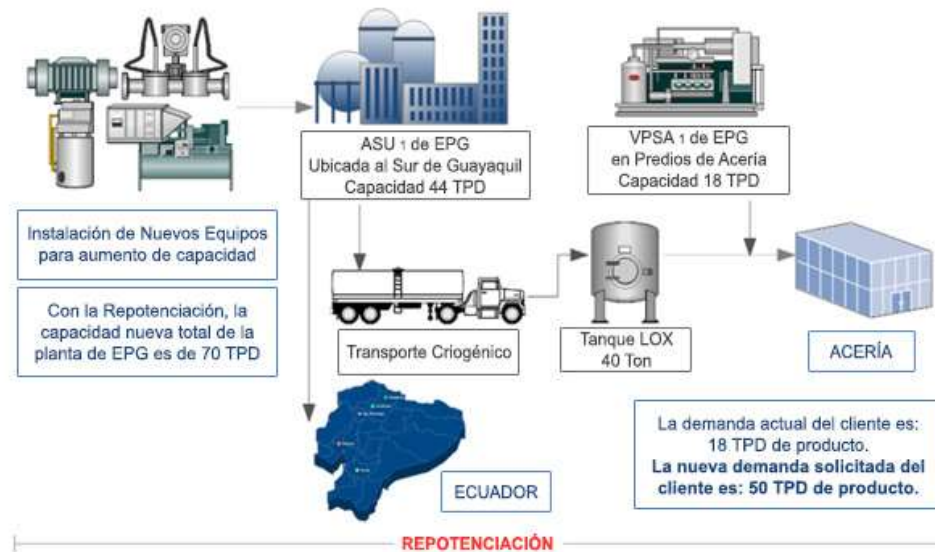 ASU 1 de EPG
Ubicada al Sur de Guayaquil
Capacidad 44 TPD
VPSA 1 de EPG
en Predios de Acería
Capacidad 18 TPD
Instalación de Nuevos Equipos
para aumento de capacidad
Con la Repotenciación, la
capacidad nueva total de la
planta de EPG es de 70 TPD
Transporte Criogénico
Tanque LOX
40 Ton
ACERÍA
La demanda actual del cliente es:
18 TPD de producto.
La nueva demanda solicitada del
cliente es: 50 TPD de producto.
ECUADOR
REPOTENCIACIÓN